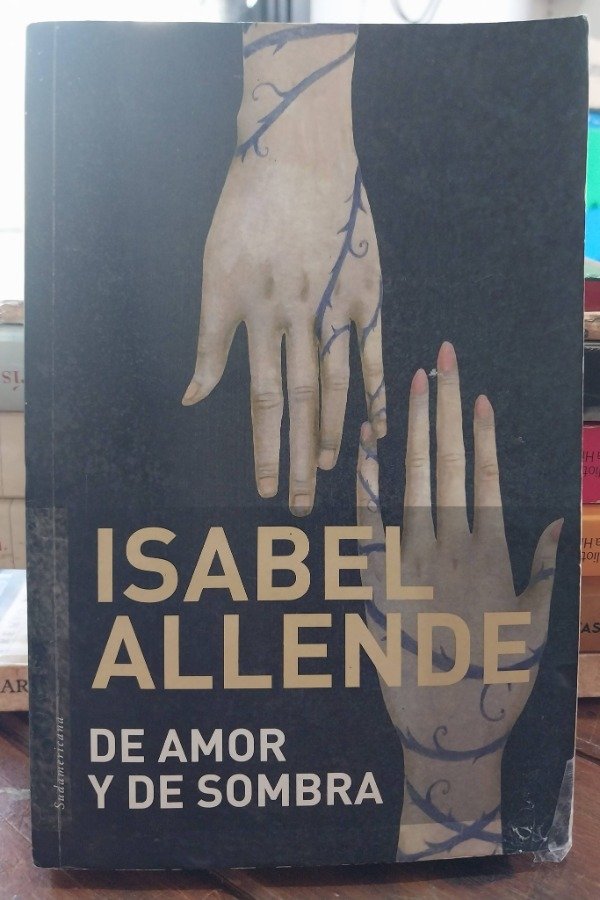 ISABEL
ALLENDE
DE AMOR
Y DE SOMBRA
Sudamericana